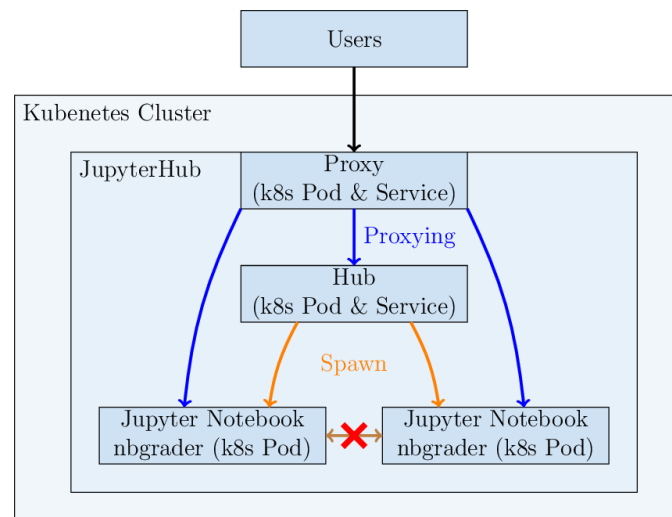 Users
Kubenetes Cluster
JupyterHub
Proxy
(k8s Pod & Service)
Proxying
Hub
(k8s Pod & Service)
Spawn
Jupyter Notebook
nbgrader (k8s Pod)
Jupyter Notebook
nbgrader (k8s Pod)